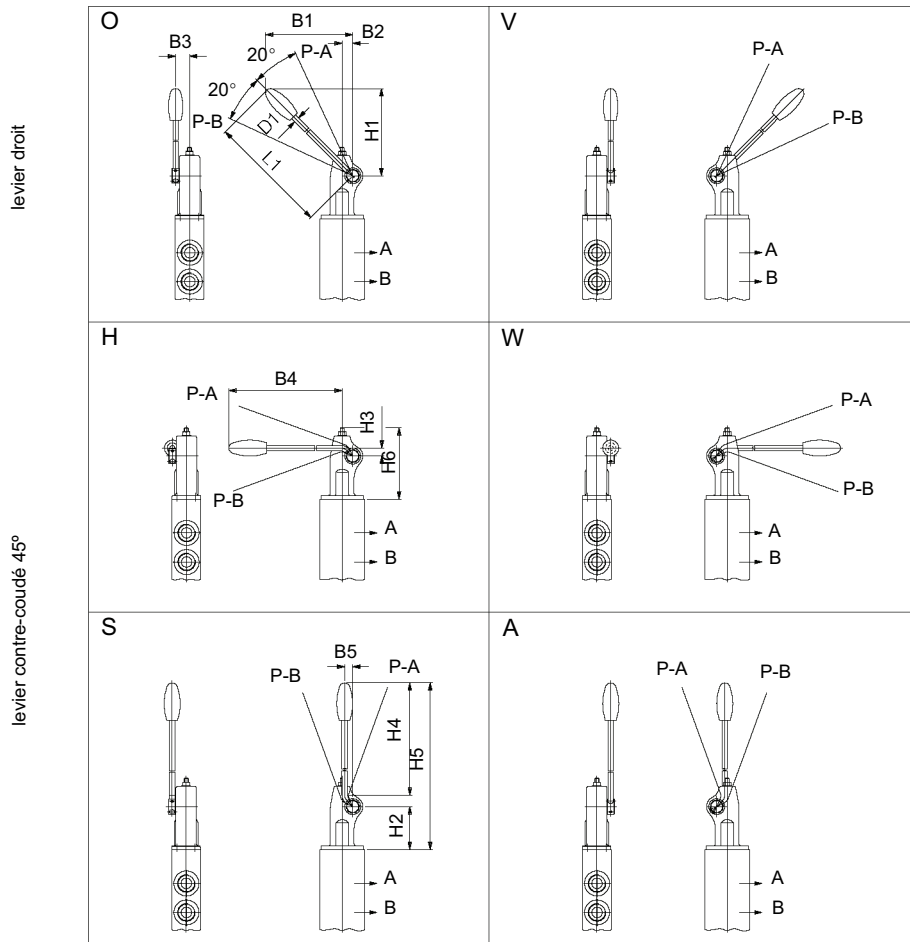 levier droit
O
B1
B2
B3
P-A
20°
20°
P-B
D1
L1
H1
A
B
V
P-A
P-B
A
B
levier contre-coudé 45º
H
B4
P-A
H3
H6
P-B
A
B
W
P-A
P-B
A
B
S
B5
P-B
P-A
H4
H5
H2
A
B
A
P-A
P-B
A
B